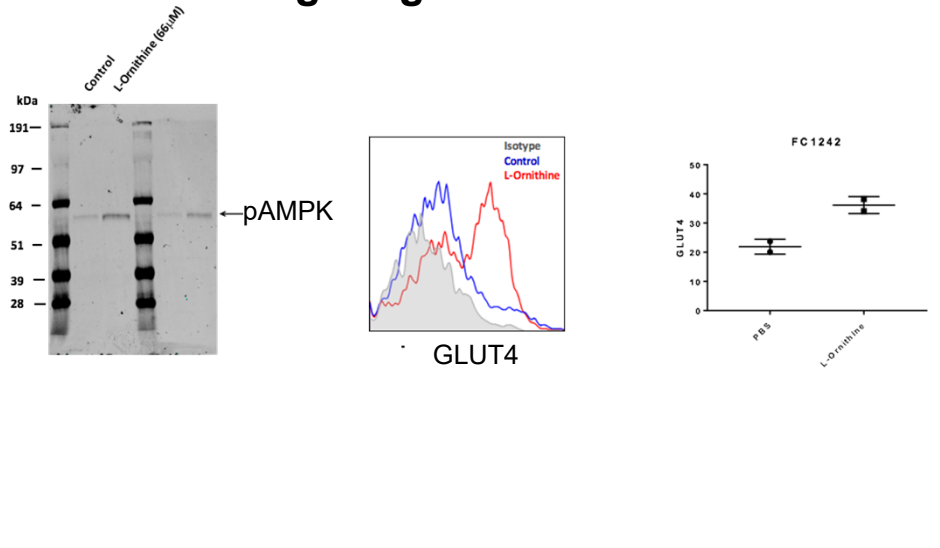 Control
L-Ornithine (66µM)
kDa
191
97
64
51
39
28
pAMPK
Isotype
Control
L-Ornithine
GLUT4
FC1242
GLUT4
50
40
30
20
10
0
PBS
L-Ornithine